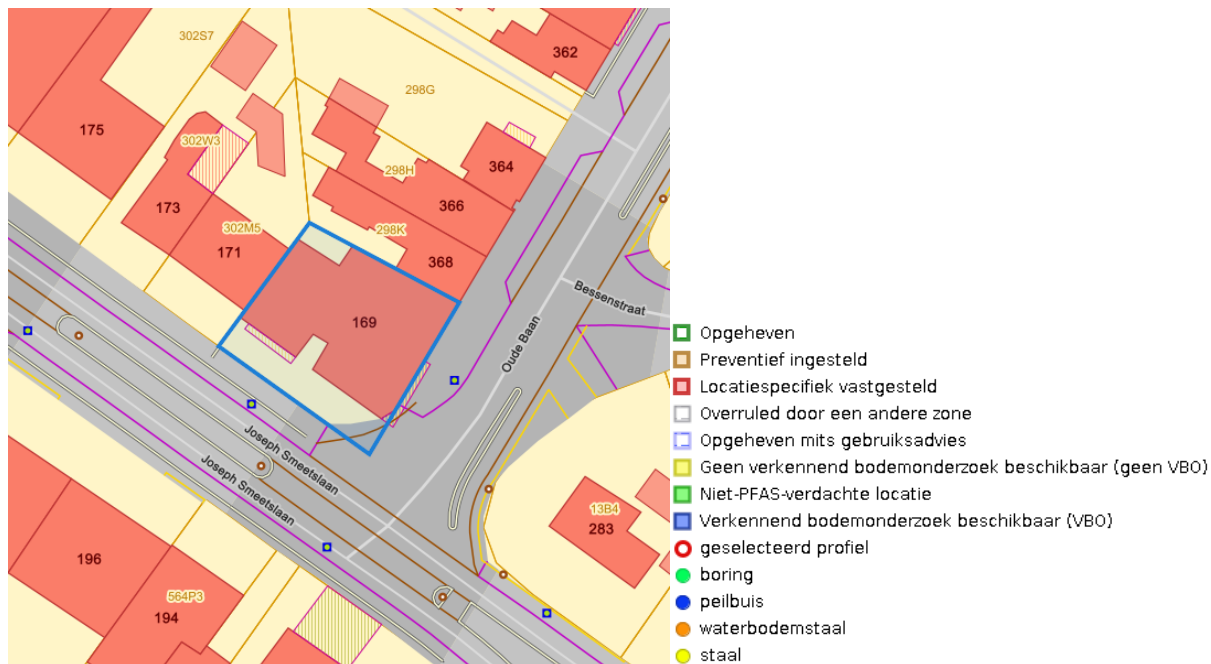 302S7
362
298G
175
302W3
364
298H
173
366
302M5
298K
171
368
Bessenstraat
169
Oude Baan
Joseph Smeetslaan
Joseph Smeetslaan
13B4
283
196
564P3
194
Opgeheven
Preventief ingesteld
Locatiespecifiek vastgesteld
Overruled door een andere zone
Opgeheven mits gebruiksadvies
Geen verkennend bodemonderzoek beschikbaar (geen VBO)
Niet-PFAS-verdachte locatie
Verkennend bodemonderzoek beschikbaar (VBO)
geselecteerd profiel
boring
peilbuis
waterbodemstaal
staal